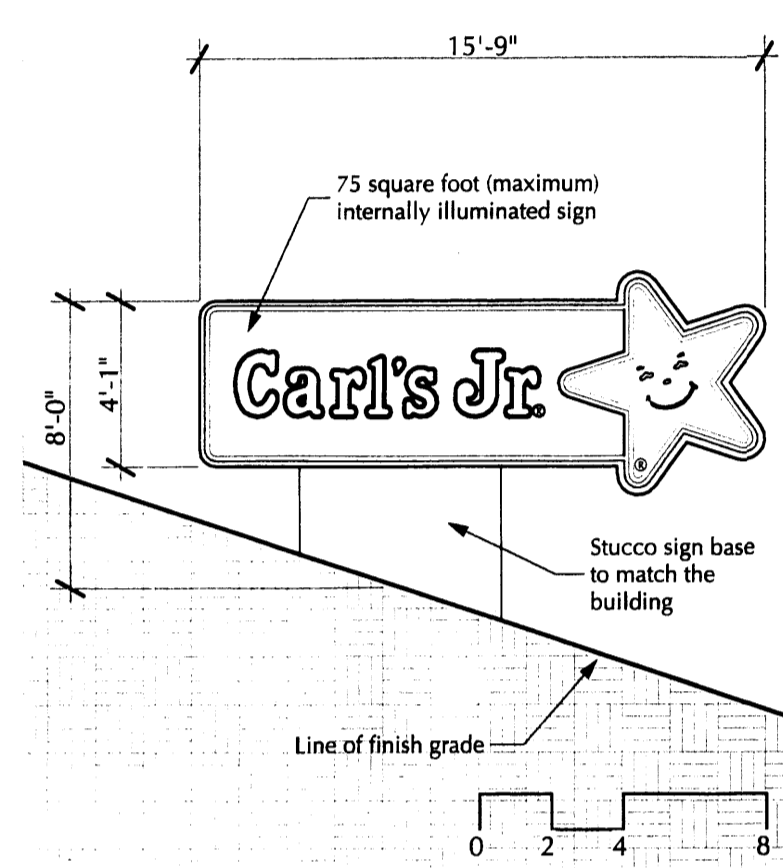 15'-9"
75 square foot (maximum)
internally illuminated sign
8'-0"
4'-1"
Carl's Jr.®
®
Stucco sign base
to match the
building
Line of finish grade
0 2 4 8